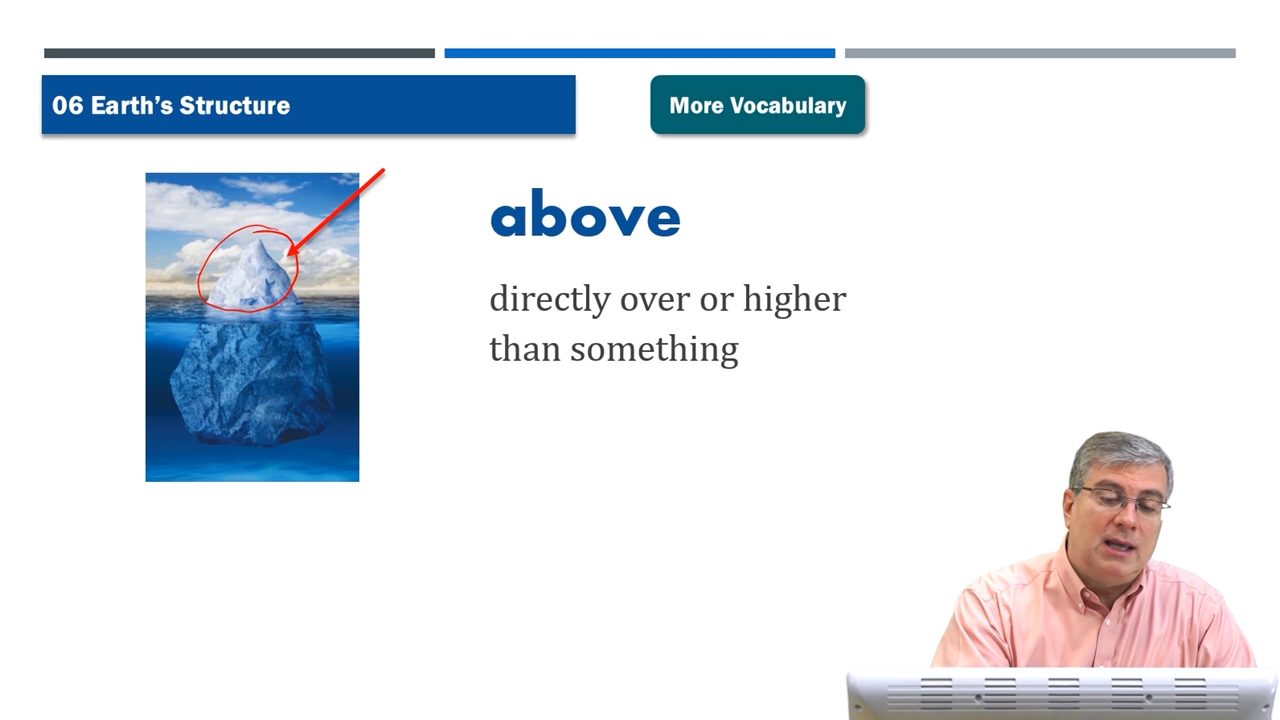 06 Earth's Structure
More Vocabulary
above
directly over or higher
than something